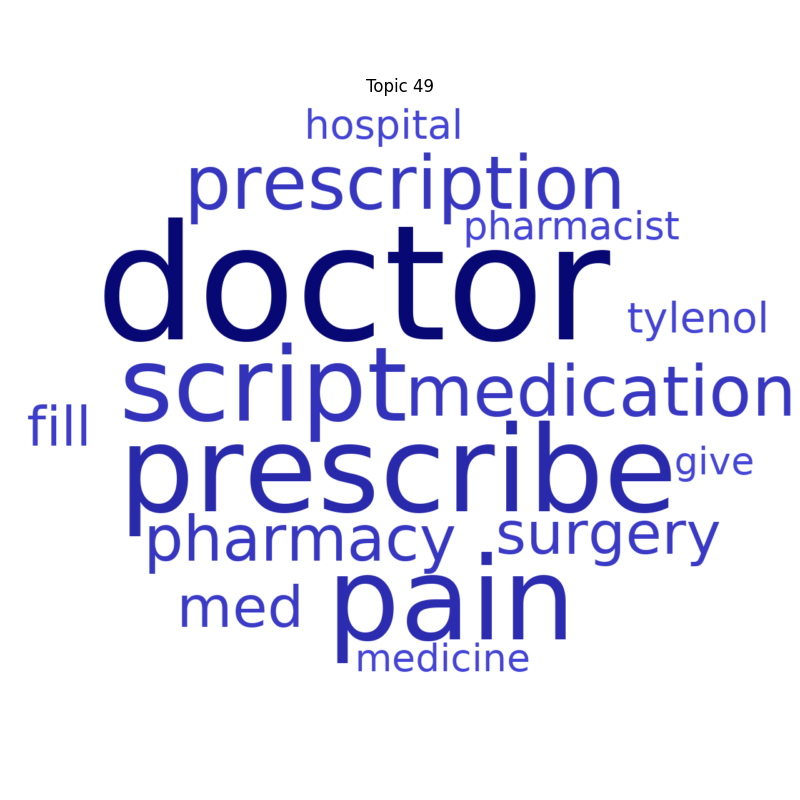 Topic 49
hospital
prescription
pharmacist
doctor
tylenol
script
medication
fill
prescribe
give
pharmacy
surgery
med
pain
medicine